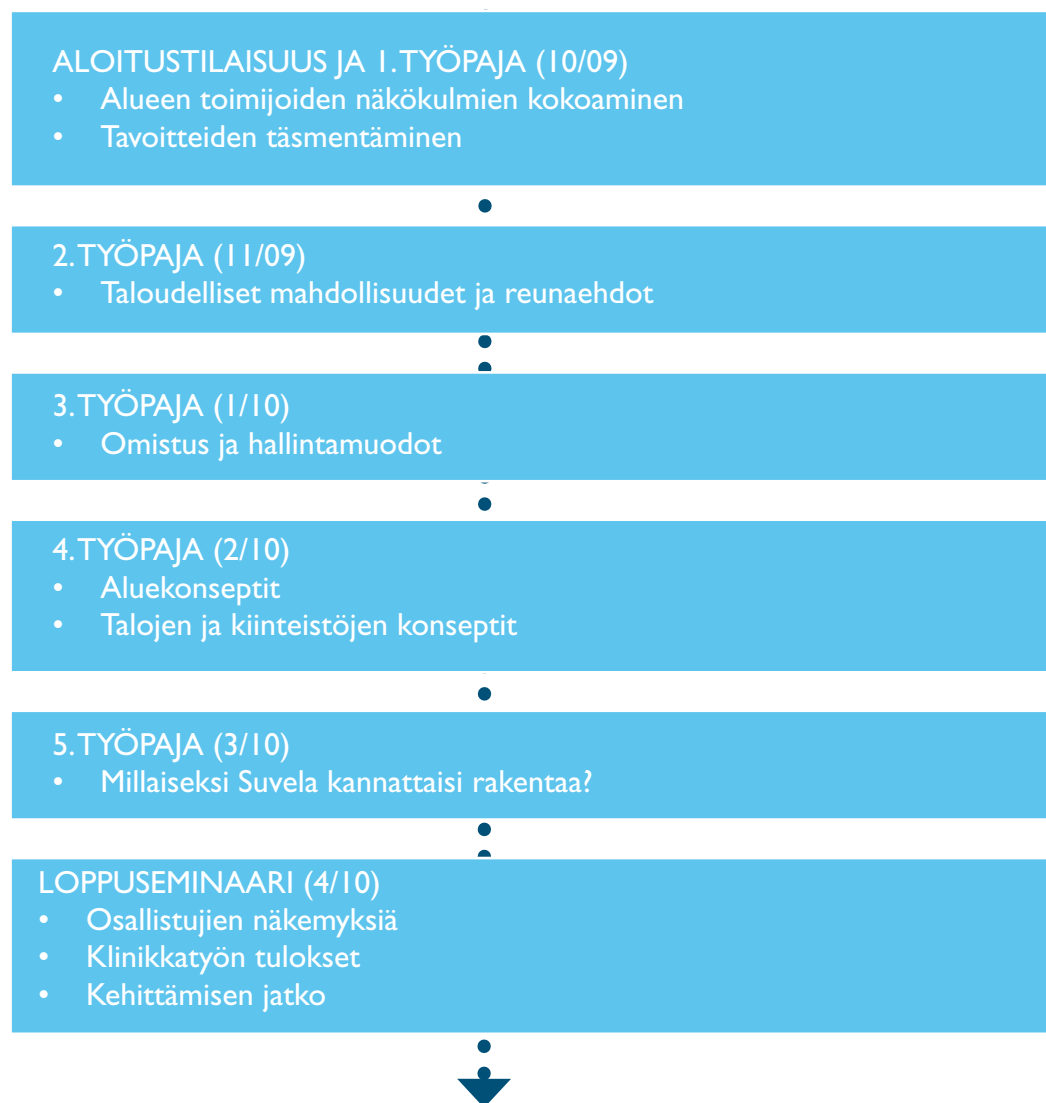 ALOITUSTILAISUUS JA 1. TYÖPAJA (10/09)
• Alueen toimijoiden näkökulmien kokoaminen
• Tavoitteiden täsmentäminen
2. TYÖPAJA (11/09)
• Taloudelliset mahdollisuudet ja reunaehdot
3. TYÖPAJA (1/10)
• Omistus ja hallintamuodot
4. TYÖPAJA (2/10)
• Aluekonseptit
• Talojen ja kiinteistöjen konseptit
5. TYÖPAJA (3/10)
• Millaiseksi Suvela kannattaisi rakentaa?
LOPPUSEMINAARI (4/10)
• Osallistujien näkemyksiä
• Klinikkatyön tulokset
• Kehittämisen jatko